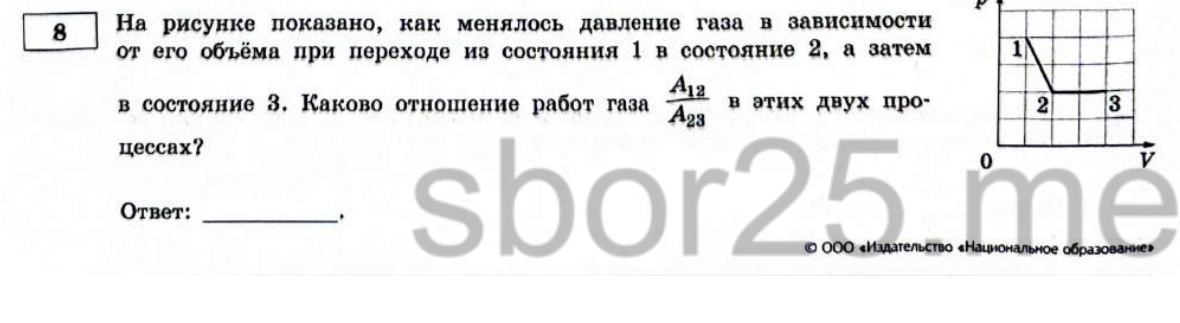 8
На рисунке показано, как менялось давление газа в зависимости
от его объёма при переходе из состояния 1 в состояние 2, а затем
в состояние 3. Каково отношение работ газа A₁₂/A₂₃ в этих двух про-
цессах?
Ответ: ____________.
p
1
2
3
0
V
sbor25.me
© ООО «Издательство «Национальное образование»